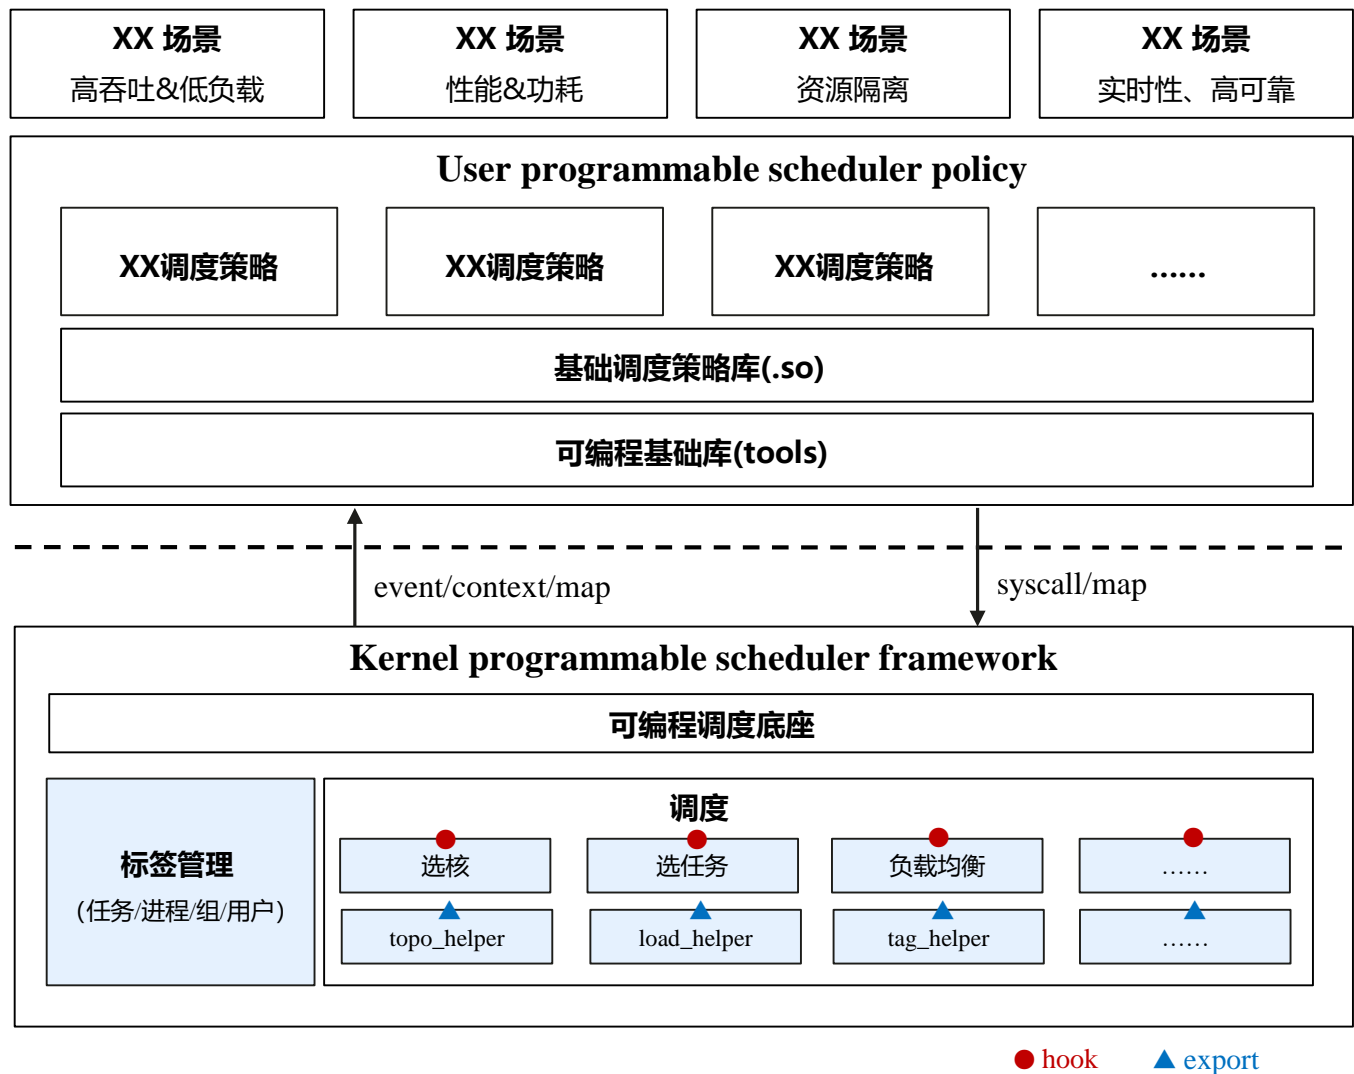 XX 场景
高吞吐&低负载
XX 场景
性能&功耗
XX 场景
资源隔离
XX 场景
实时性、高可靠
User programmable scheduler policy
XX调度策略
XX调度策略
XX调度策略
……
基础调度策略库(.so)
可编程基础库(tools)
event/context/map
syscall/map
Kernel programmable scheduler framework
可编程调度底座
标签管理
(任务/进程/组/用户)
调度
选核
选任务
负载均衡
……
topo_helper
load_helper
tag_helper
……
hook
export